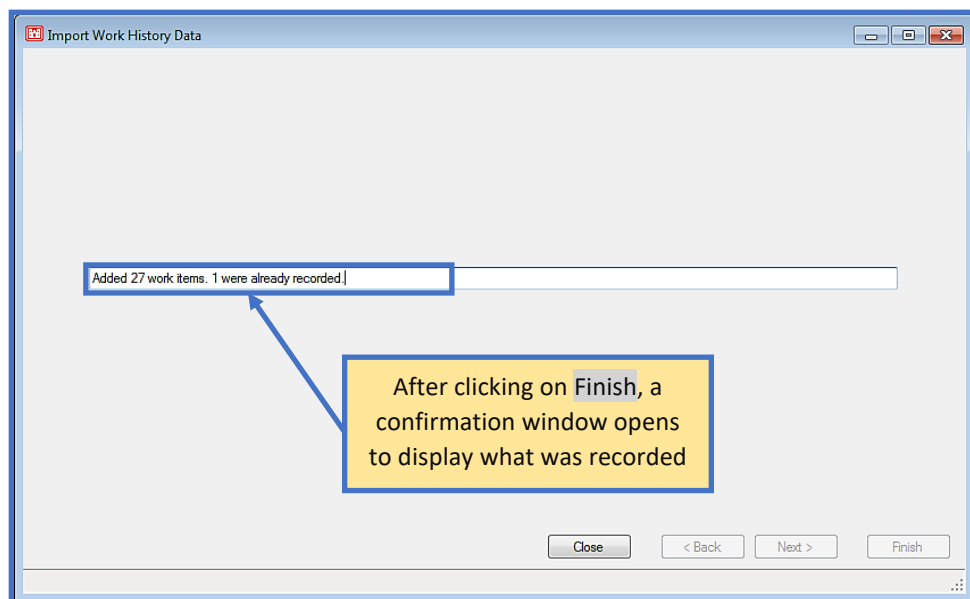 Import Work History Data
Added 27 work items. 1 were already recorded.
After clicking on Finish, a
confirmation window opens
to display what was recorded
Close
< Back
Next >
Finish